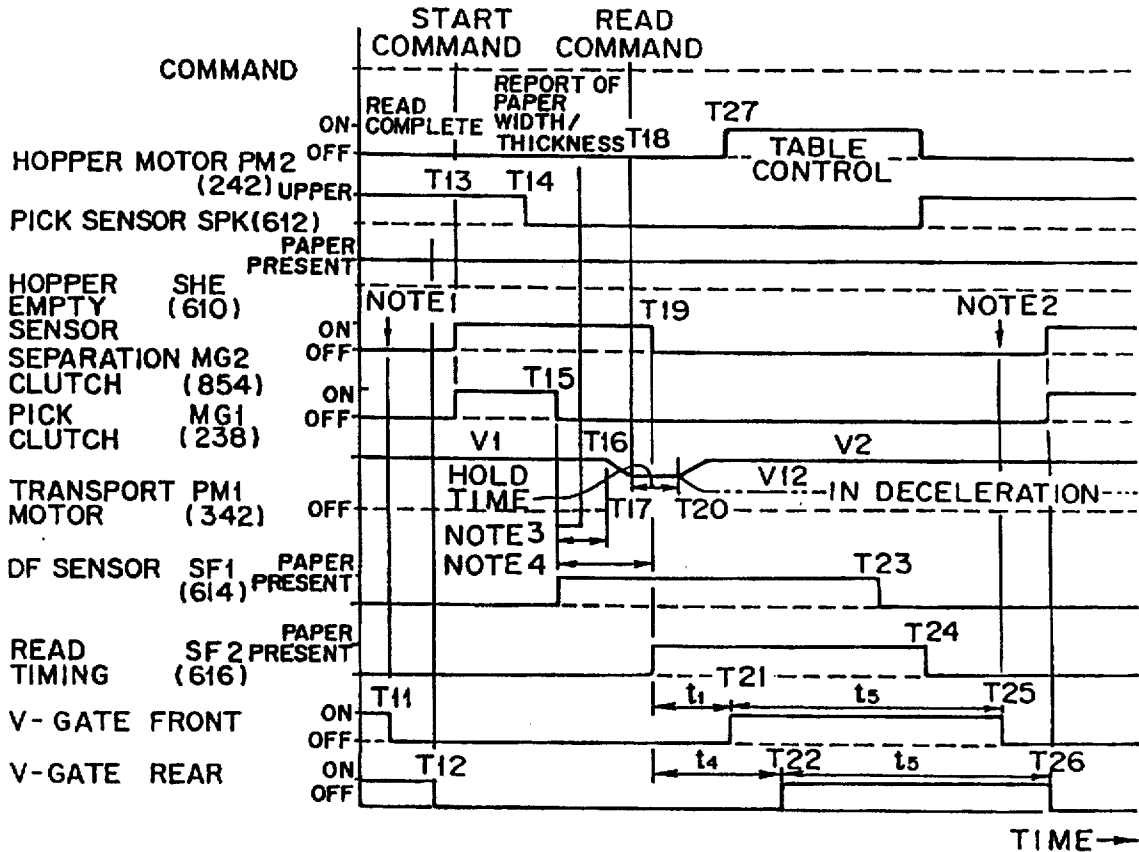 START COMMAND
READ COMMAND
COMMAND
READ COMPLETE
REPORT OF PAPER WIDTH/ THICKNESS
T18
T27
ON
OFF
TABLE CONTROL
HOPPER MOTOR PM2 (242)
UPPER
T13
T14
PICK SENSOR SPK(612)
PAPER PRESENT
HOPPER EMPTY SENSOR
SHE (610)
NOTE1
T19
NOTE2
ON
OFF
SEPARATION CLUTCH
MG2 (854)
T15
ON
OFF
PICK CLUTCH
MG1 (238)
V1
T16
V2
HOLD TIME
V12
TRANSPORT MOTOR
PM1 (342)
OFF
T17
T20
IN DECELERATION
NOTE3
NOTE4
DF SENSOR SF1 (614)
PAPER PRESENT
T23
READ TIMING
SF2 (616)
PAPER PRESENT
T24
T21
T11
t1
t5
T25
V-GATE FRONT
ON
OFF
V-GATE REAR
ON
OFF
T12
t4
T22
t5
T26
TIME→